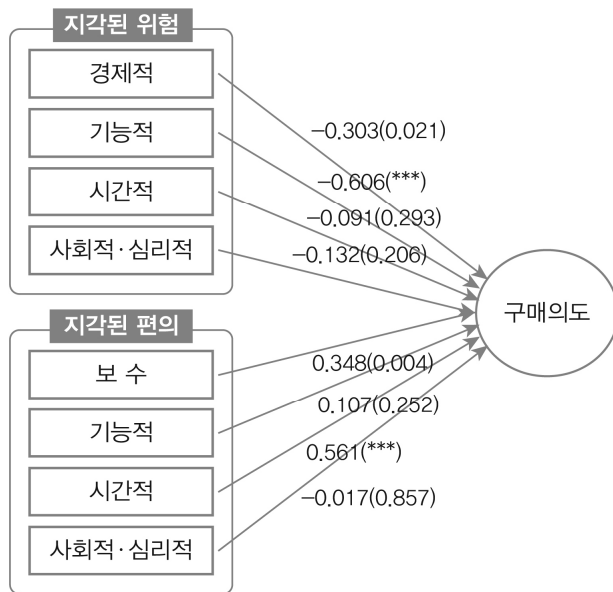 지각된 위험
경제적
기능적
시간적
사회적·심리적
-0.303(0.021)
-0.606(***)
-0.091(0.293)
-0.132(0.206)
구매의도
지각된 편의
보 수
기능적
시간적
사회적·심리적
0.348(0.004)
0.107(0.252)
0.561(***)
-0.017(0.857)